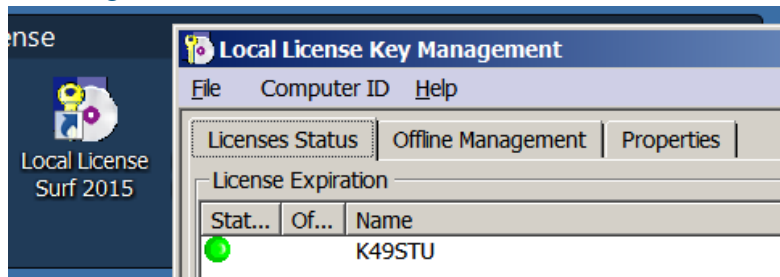 ense
Local License
Surf 2015
Local License Key Management
File Computer ID Help
Licenses Status Offline Management Properties
License Expiration
Stat... Of... Name
K49STU